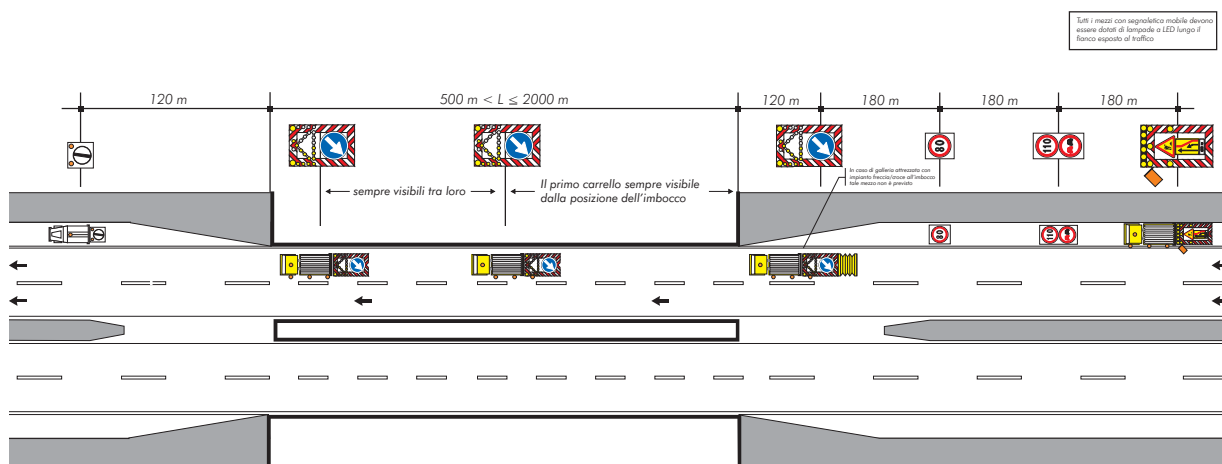 Tutti i mezzi con segnaletica mobile devono
essere dotati di lampade a LED lungo il
fianco esposto al traffico
120 m
500 m < L ≤ 2000 m
120 m
180 m
180 m
180 m
80
110
sempre visibili tra loro
Il primo carrello sempre visibile
dalla posizione dell'imbocco
In caso di galleria attrezzata con
impianto freccia/croce all'imbocco
tale mezzo non è previsto
80
110